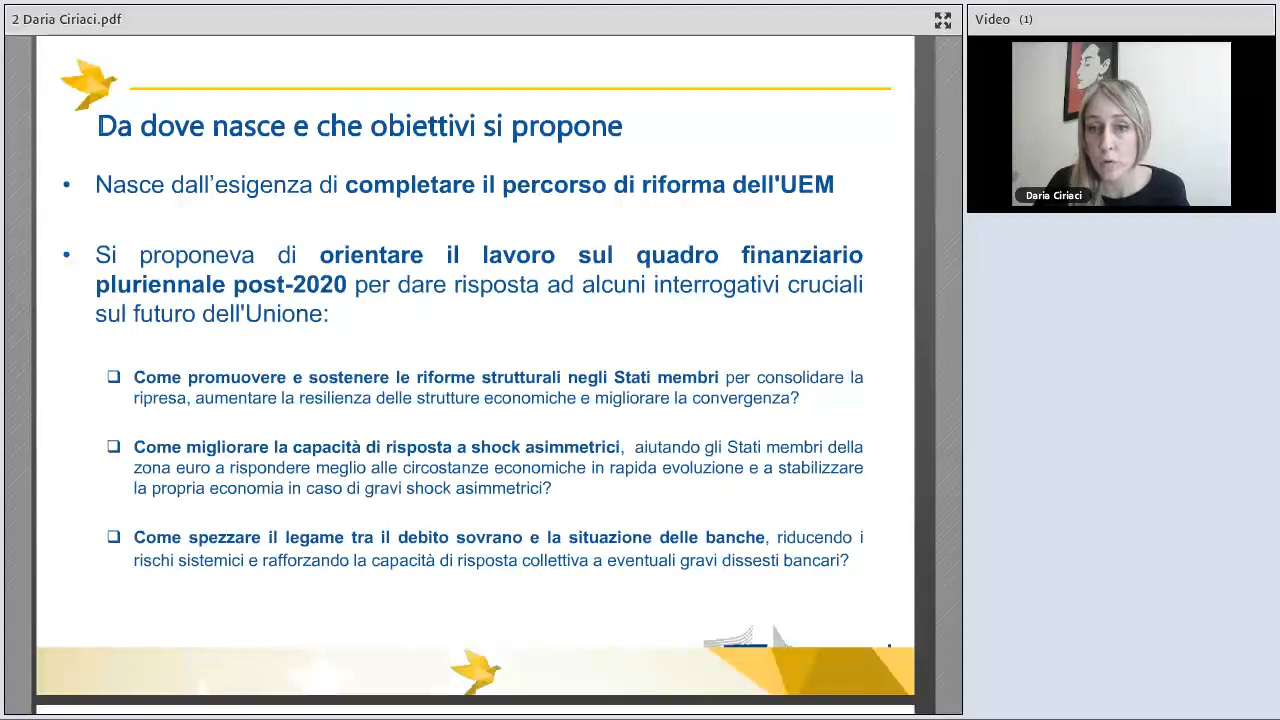 2 Daria Ciriaci.pdf
Video (1)
Daria Ciriaci
Da dove nasce e che obiettivi si propone
• Nasce dall’esigenza di completare il percorso di riforma dell'UEM
• Si proponeva di orientare il lavoro sul quadro finanziario
pluriennale post-2020 per dare risposta ad alcuni interrogativi cruciali
sul futuro dell'Unione:
❑ Come promuovere e sostenere le riforme strutturali negli Stati membri per consolidare la
ripresa, aumentare la resilienza delle strutture economiche e migliorare la convergenza?
❑ Come migliorare la capacità di risposta a shock asimmetrici, aiutando gli Stati membri della
zona euro a rispondere meglio alle circostanze economiche in rapida evoluzione e a stabilizzare
la propria economia in caso di gravi shock asimmetrici?
❑ Come spezzare il legame tra il debito sovrano e la situazione delle banche, riducendo i
rischi sistemici e rafforzando la capacità di risposta collettiva a eventuali gravi dissesti bancari?